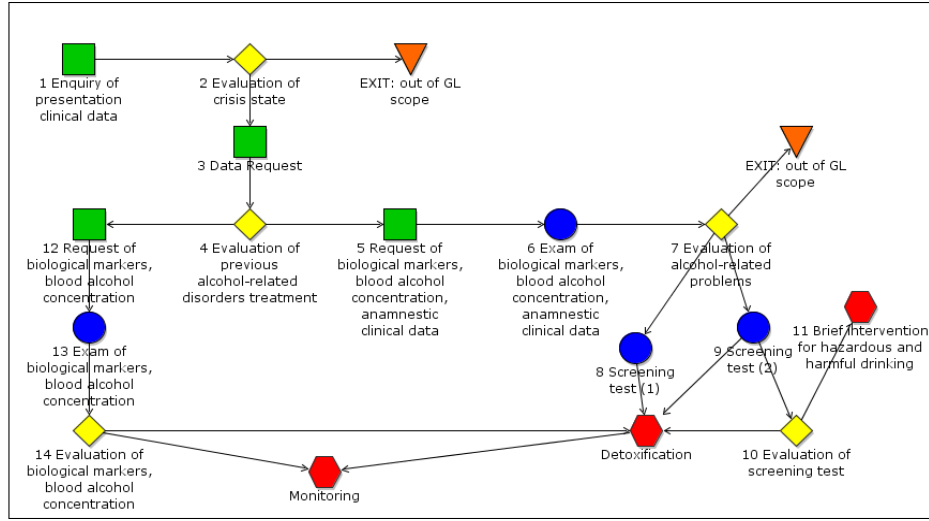 1 Enquiry of
presentation
clinical data
2 Evaluation of
crisis state
EXIT: out of GL
scope
3 Data Request
EXIT: out of GL
scope
12 Request of
biological markers,
blood alcohol
concentration
4 Evaluation of
previous
alcohol-related
disorders treatment
5 Request of
biological markers,
blood alcohol
concentration,
anamnestic
clinical data
6 Exam of
biological markers,
blood alcohol
concentration,
anamnestic
clinical data
7 Evaluation of
alcohol-related
problems
13 Exam of
biological markers,
blood alcohol
concentration
8 Screening
test (1)
9 Screening
test (2)
11 Brief intervention
for hazardous and
harmful drinking
14 Evaluation of
biological markers,
blood alcohol
concentration
Monitoring
Detoxification
10 Evaluation of
screening test